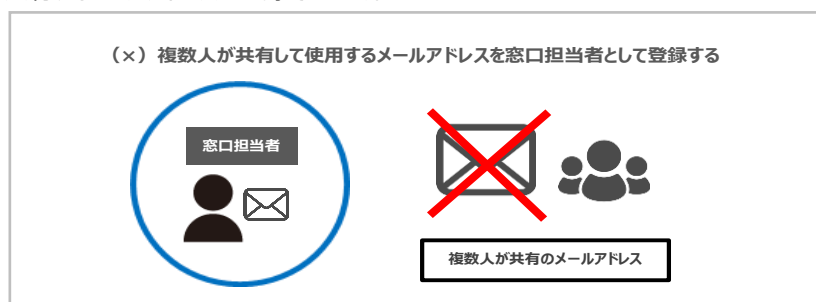 （×）複数人が共有して使用するメールアドレスを窓口担当者として登録する
窓口担当者
複数人が共有のメールアドレス